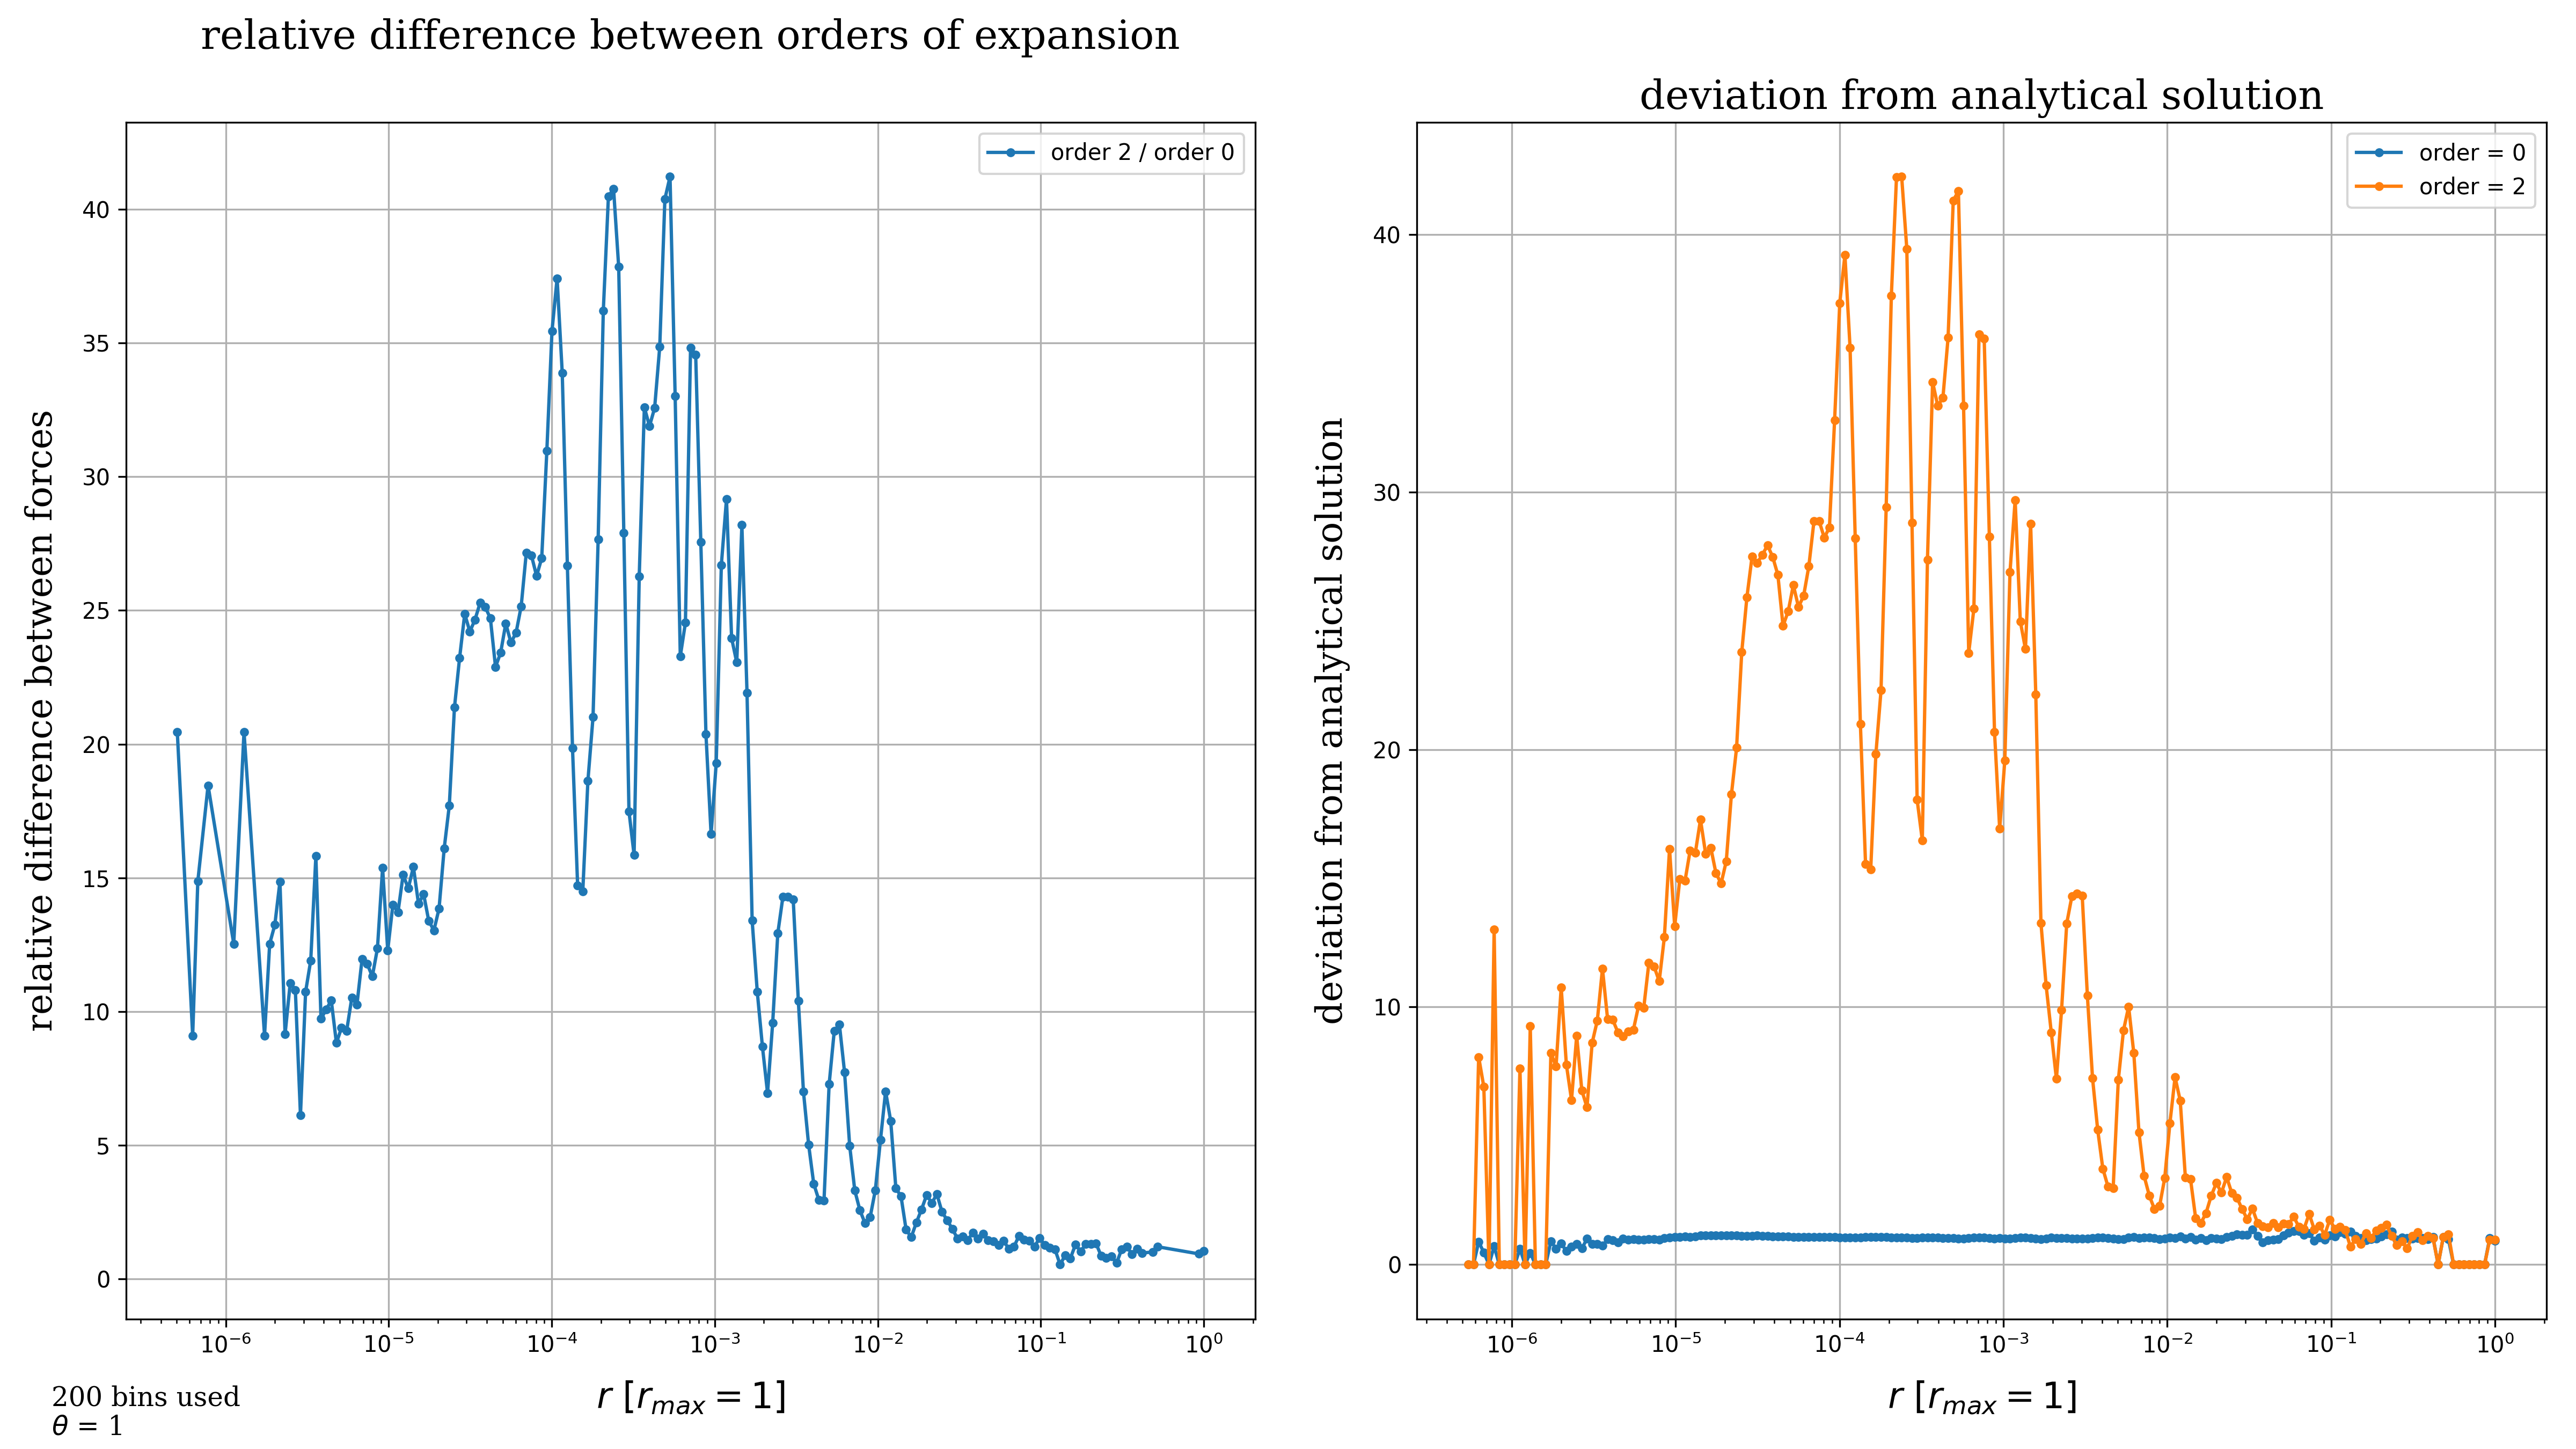 relative difference between orders of expansion
order 2 / order 0
relative difference between forces
40
35
30
25
20
15
10
5
0
10⁻⁶
10⁻⁵
10⁻⁴
10⁻³
10⁻²
10⁻¹
10⁰
r [r_max = 1]
200 bins used
θ = 1
deviation from analytical solution
order = 0
order = 2
deviation from analytical solution
40
30
20
10
0
10⁻⁶
10⁻⁵
10⁻⁴
10⁻³
10⁻²
10⁻¹
10⁰
r [r_max = 1]